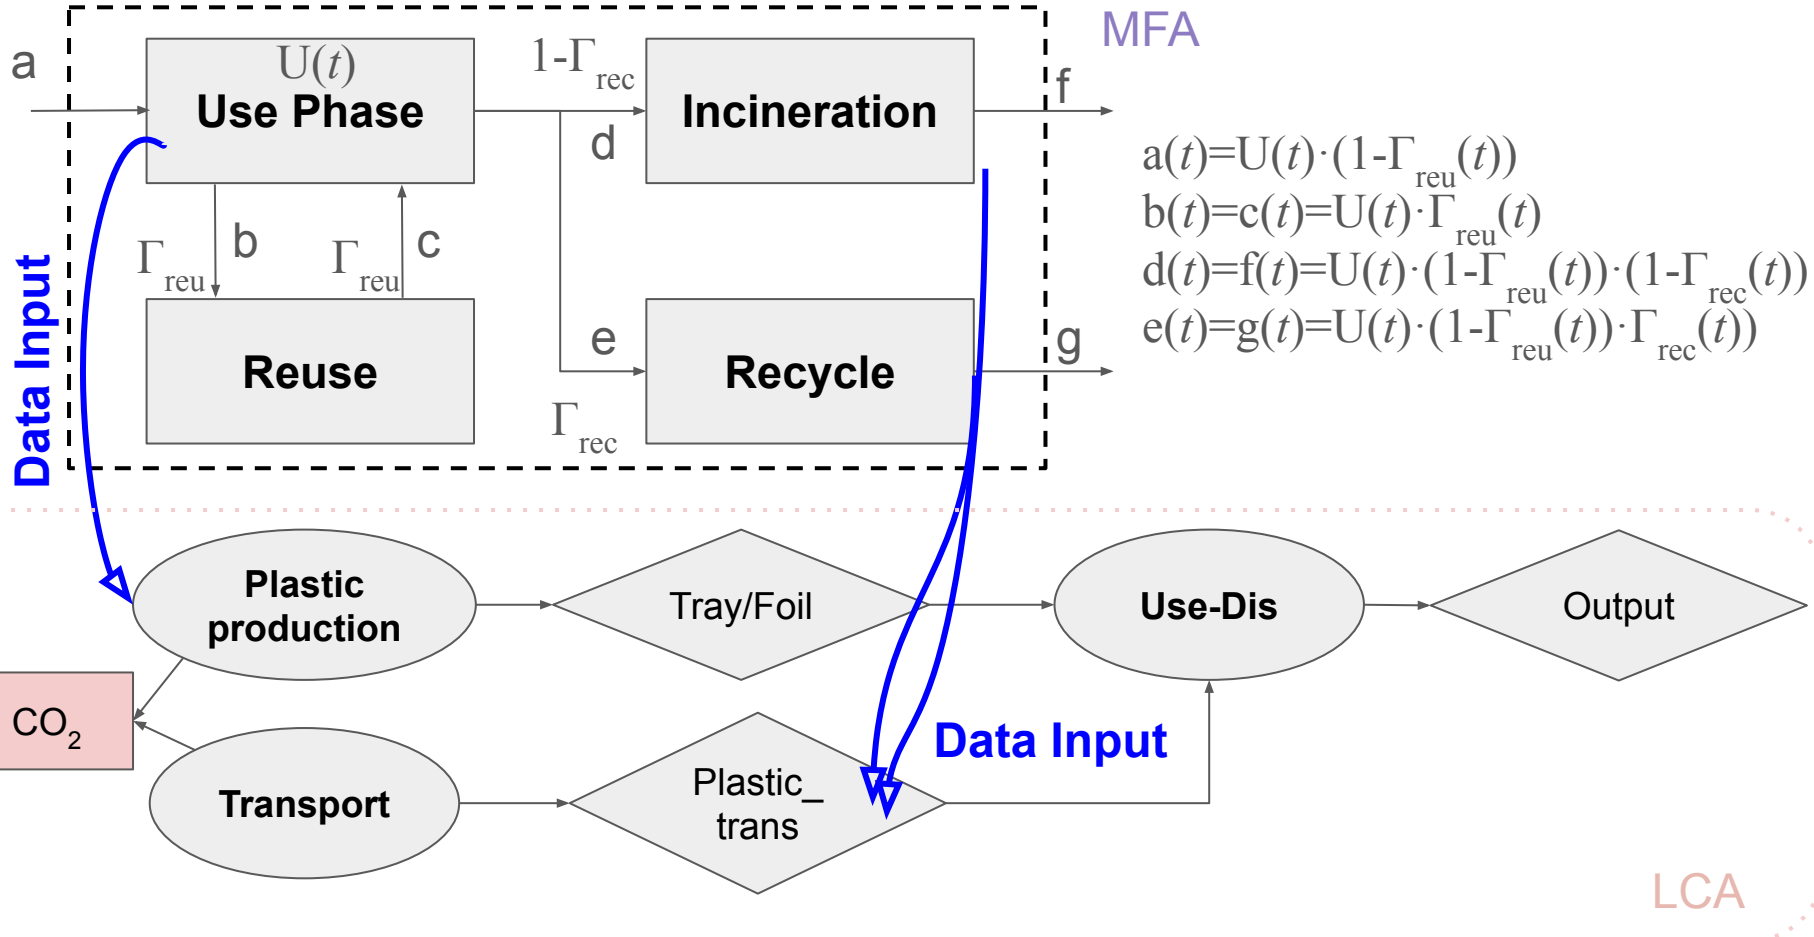 MFA
a
U(t)
Use Phase
1-Γrec
d
Incineration
f
Γreu
b
Γreu
c
Reuse
e
Γrec
Recycle
g
a(t)=U(t)·(1-Γreu(t))
b(t)=c(t)=U(t)·Γreu(t)
d(t)=f(t)=U(t)·(1-Γreu(t))·(1-Γrec(t))
e(t)=g(t)=U(t)·(1-Γreu(t))·Γrec(t))
Data Input
Plastic
production
Tray/Foil
Use-Dis
Output
CO2
Transport
Plastic_
trans
Data Input
LCA